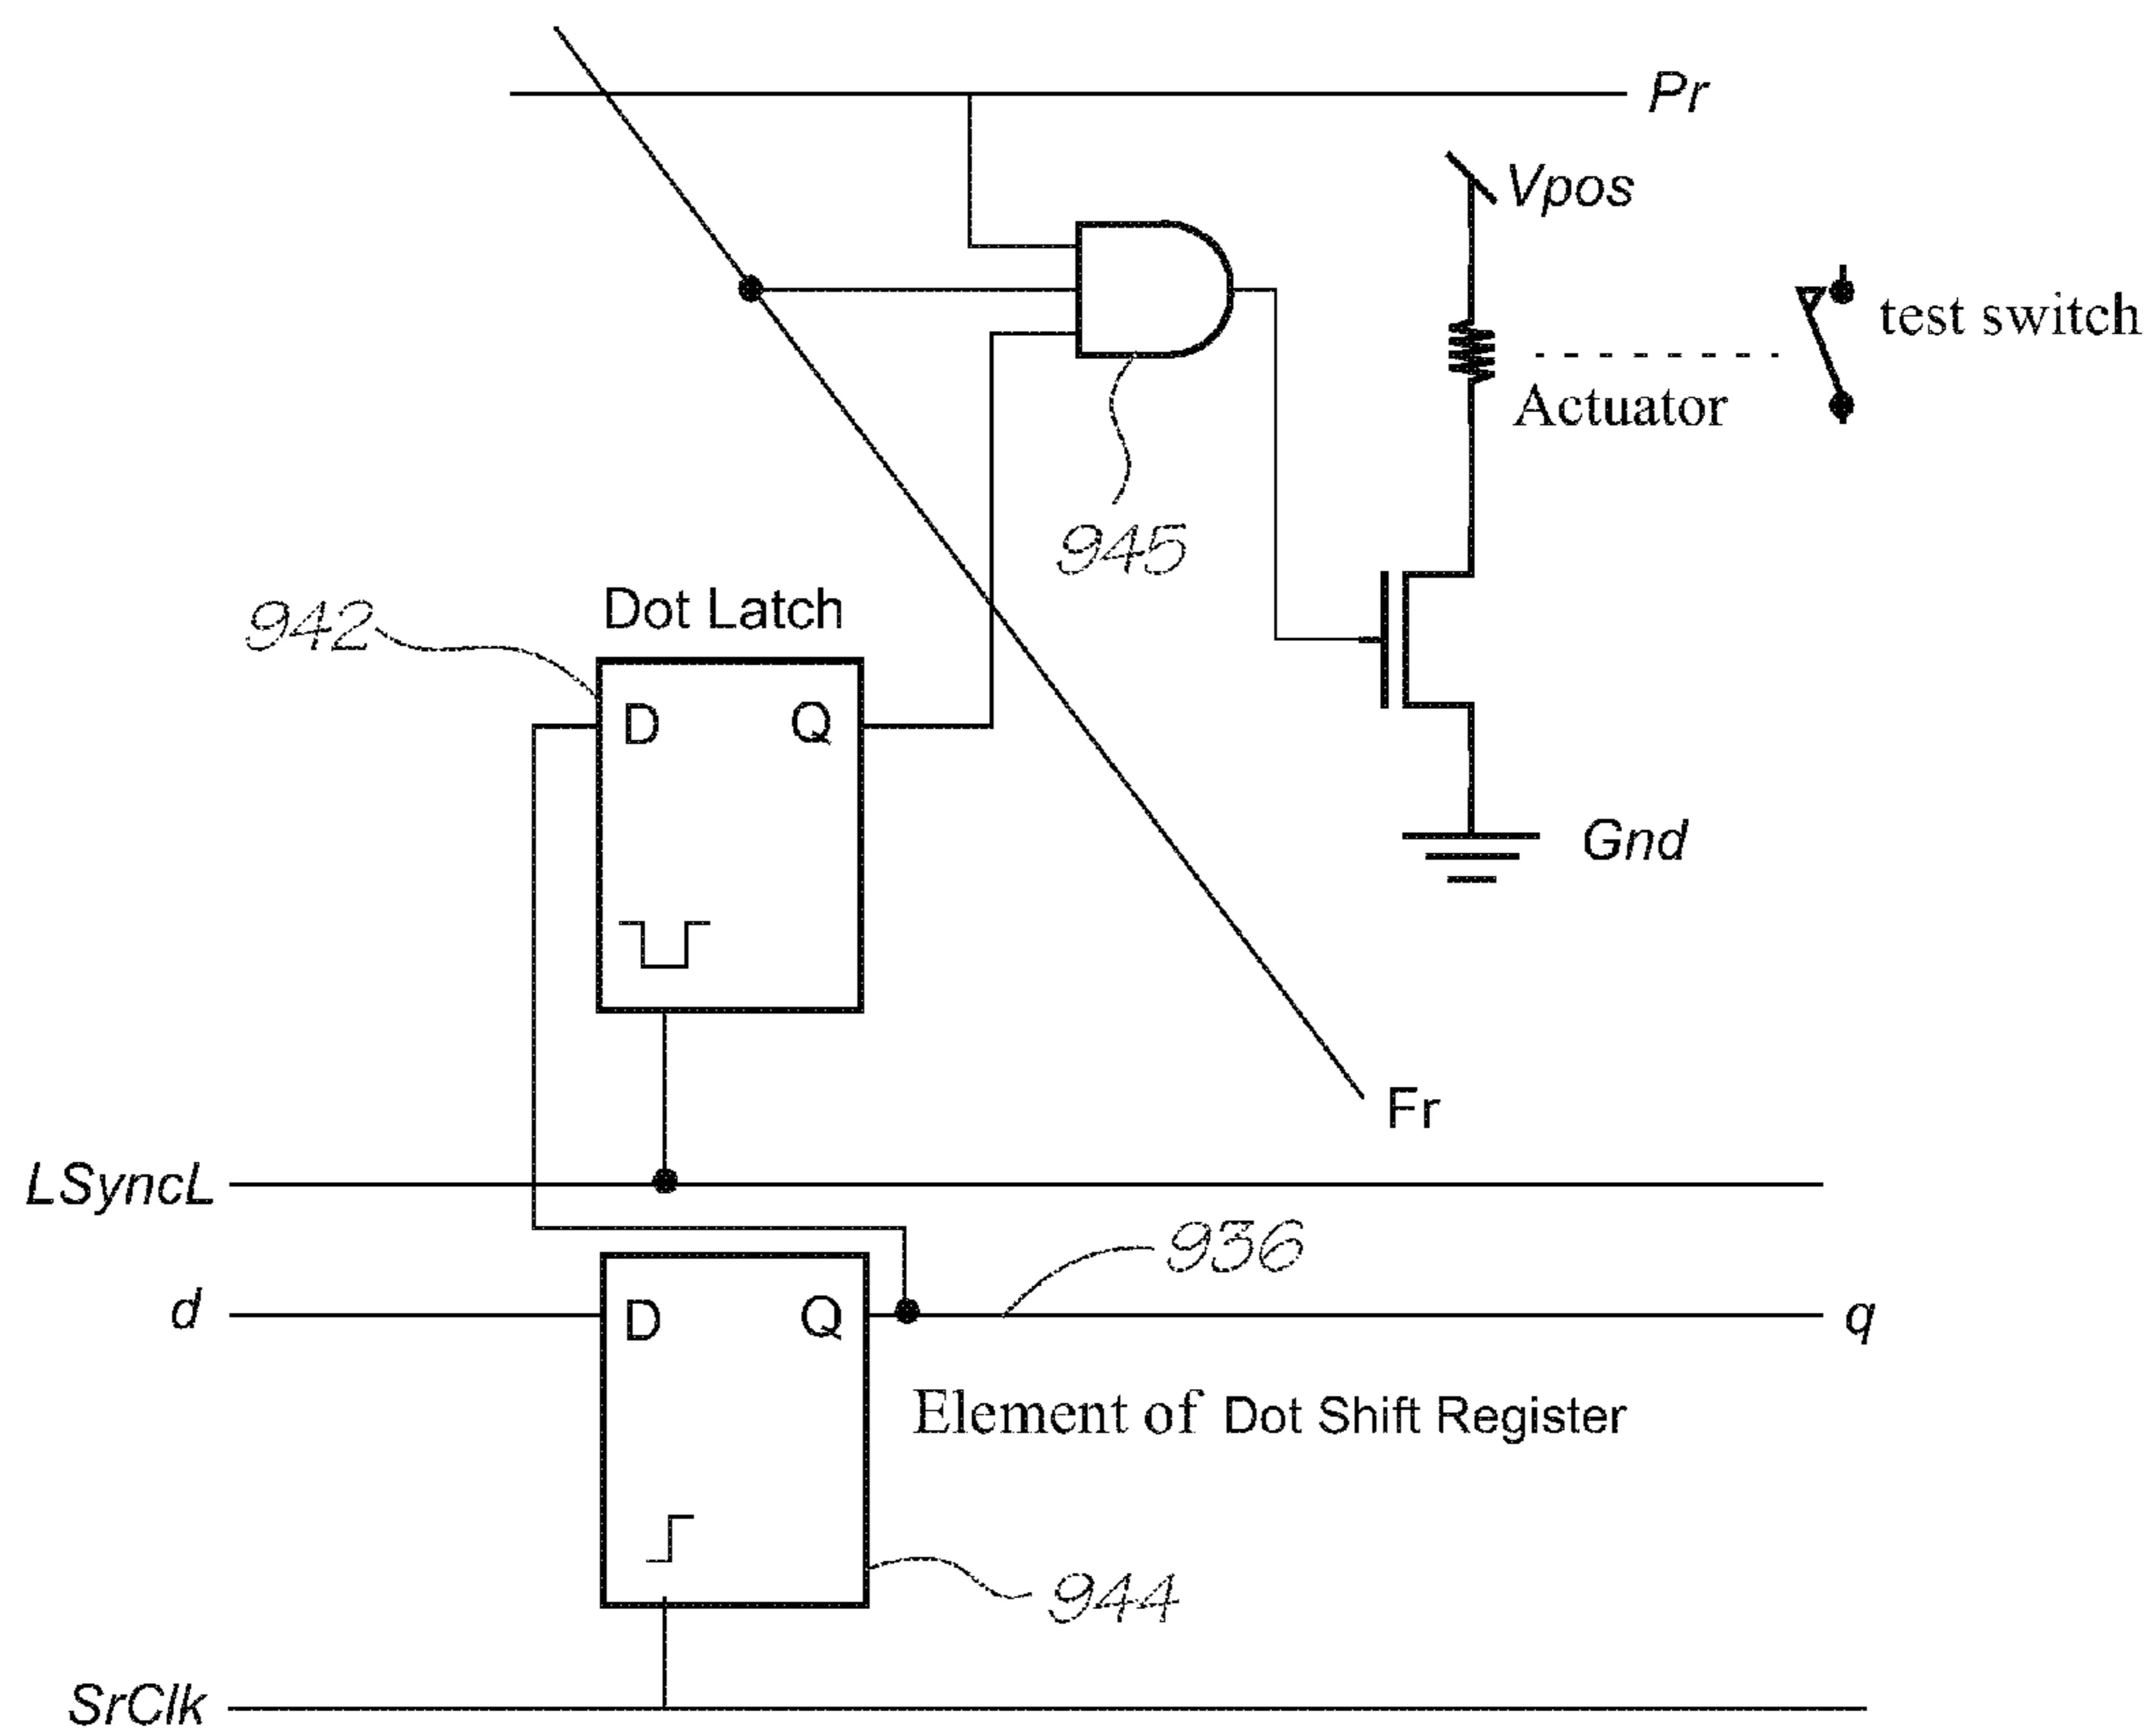 Pr
Vpos
test switch
Actuator
945
Dot Latch
942
D Q
Gnd
Fr
LSyncL
936
d
D Q
q
Element of Dot Shift Register
944
SrClk